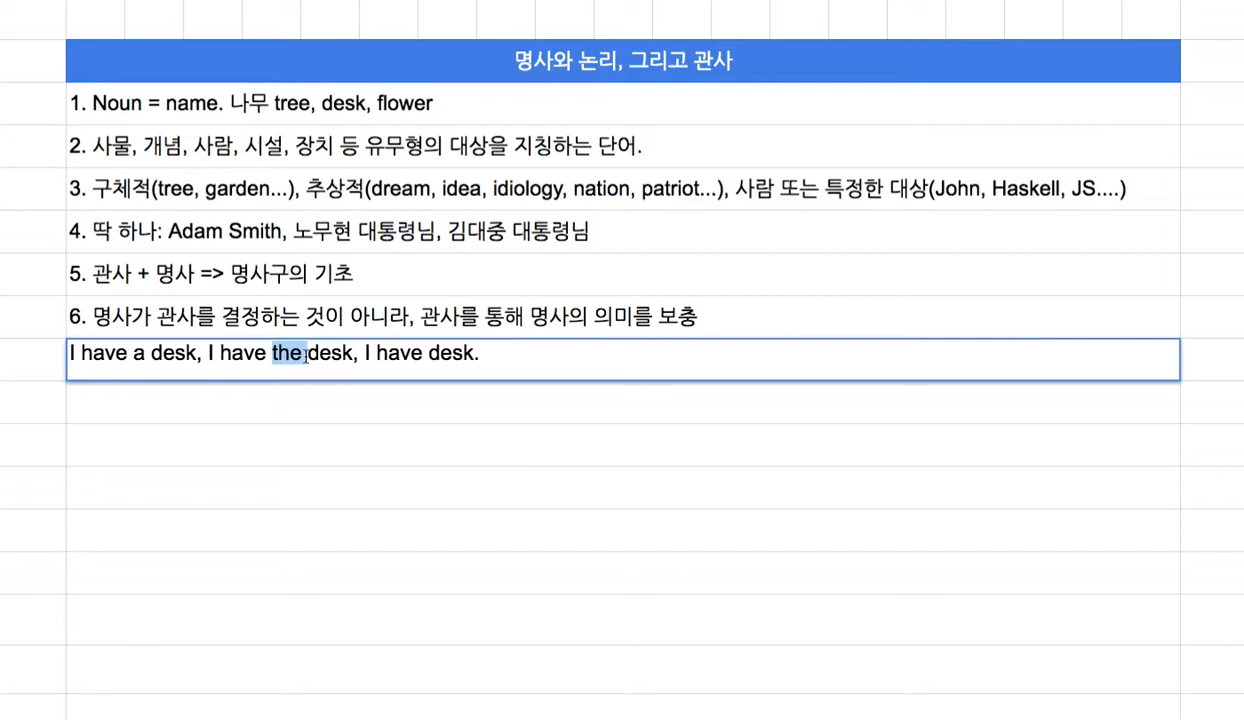 명사와 논리, 그리고 관사
1. Noun = name. 나무 tree, desk, flower
2. 사물, 개념, 사람, 시설, 장치 등 유무형의 대상을 지칭하는 단어.
3. 구체적(tree, garden...), 추상적(dream, idea, idiology, nation, patriot...), 사람 또는 특정한 대상(John, Haskell, JS....)
4. 딱 하나: Adam Smith, 노무현 대통령님, 김대중 대통령님
5. 관사 + 명사 => 명사구의 기초
6. 명사가 관사를 결정하는 것이 아니라, 관사를 통해 명사의 의미를 보충
I have a desk, I have the desk, I have desk.